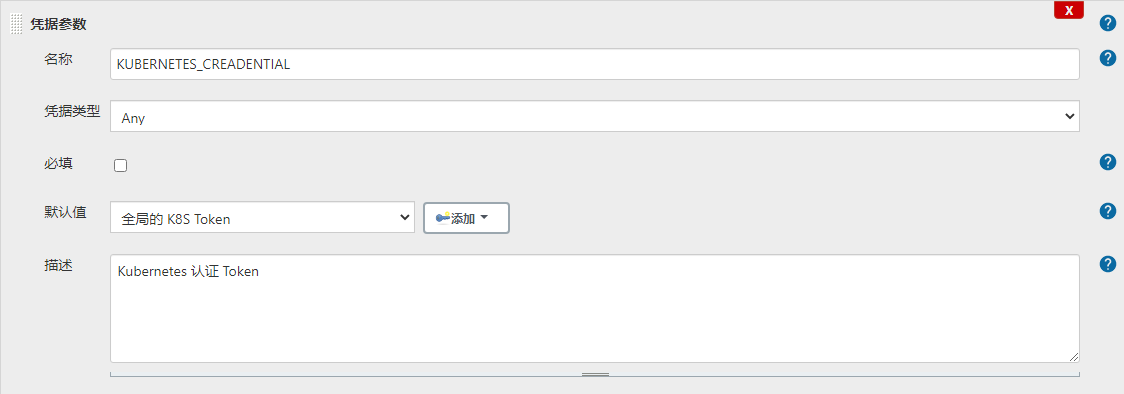 X
凭据参数
?
名称
KUBERNETES_CREADENTIAL
?
凭据类型
Any
必填
?
默认值
全局的 K8S Token
添加
?
描述
Kubernetes 认证 Token
?